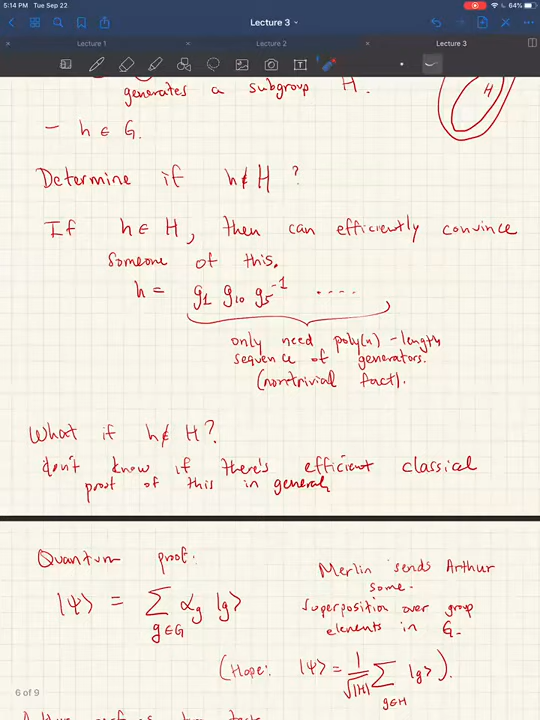 5:14 PM Tue Sep 22
64%
Lecture 3
Lecture 1
Lecture 2
Lecture 3
generates a subgroup H.
H
- h ∈ G.
Determine if h ∉ H ?
If h ∈ H, then can efficiently convince
someone of this.
h = g₁ g₁₀ g₅⁻¹ ....
only need poly(n)-length
sequence of generators.
(nontrivial fact).
What if h ∉ H?
don't know if there's efficient classical
proof of this in general
Quantum proof:
|Ψ⟩ = ∑_{g∈G} α_g |g⟩
Merlin sends Arthur
some
superposition over group
elements in G.
(Hope: |Ψ⟩ = 1/√|H| ∑_{g∈H} |g⟩).
6 of 9